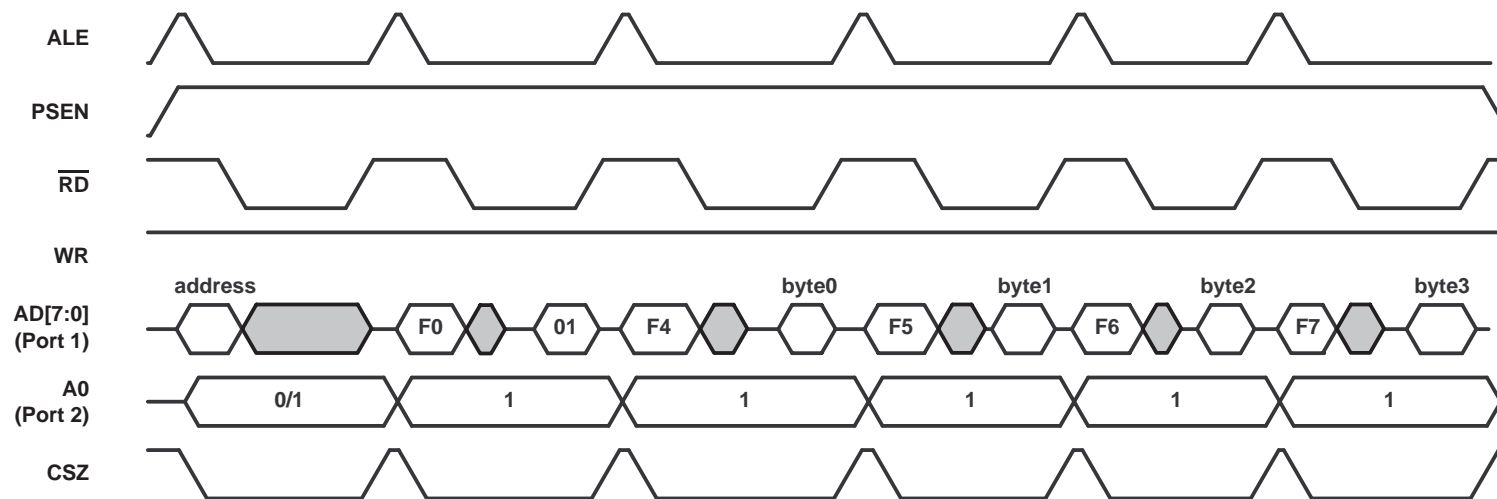 ALE
PSEN
RD
WR
address
byte0
byte1
byte2
byte3
AD[7:0]
(Port 1)
F0
01
F4
F5
F6
F7
A0
(Port 2)
0/1
1
1
1
1
1
CSZ